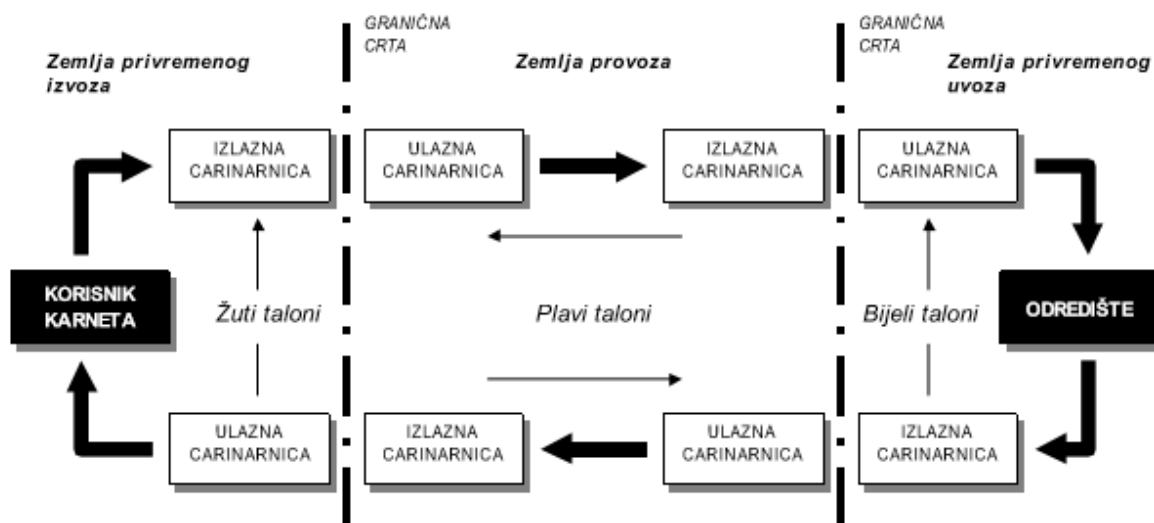 GRANIČNA
CRTA
GRANIČNA
CRTA
Zemlja privremenog
izvoza
Zemlja provoza
Zemlja privremenog
uvoza
IZLAZNA
CARINARNICA
ULAZNA
CARINARNICA
IZLAZNA
CARINARNICA
ULAZNA
CARINARNICA
KORISNIK
KARNETA
Žuti taloni
Plavi taloni
Bijeli taloni
ODREDIŠTE
ULAZNA
CARINARNICA
IZLAZNA
CARINARNICA
ULAZNA
CARINARNICA
IZLAZNA
CARINARNICA